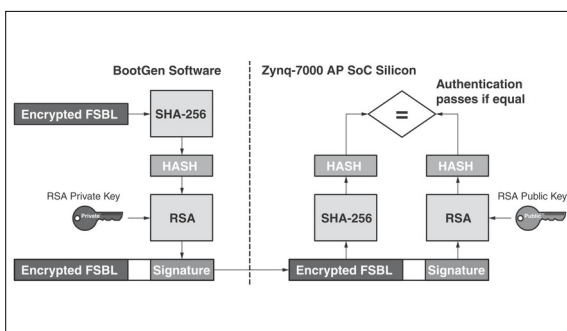 BootGen Software
Zynq-7000 AP SoC Silicon
Authentication
passes if equal
Encrypted FSBL
SHA-256
=
HASH
HASH
HASH
RSA Private Key
Private
RSA
SHA-256
RSA
RSA Public Key
Public
Encrypted FSBL
Signature
Encrypted FSBL
Signature